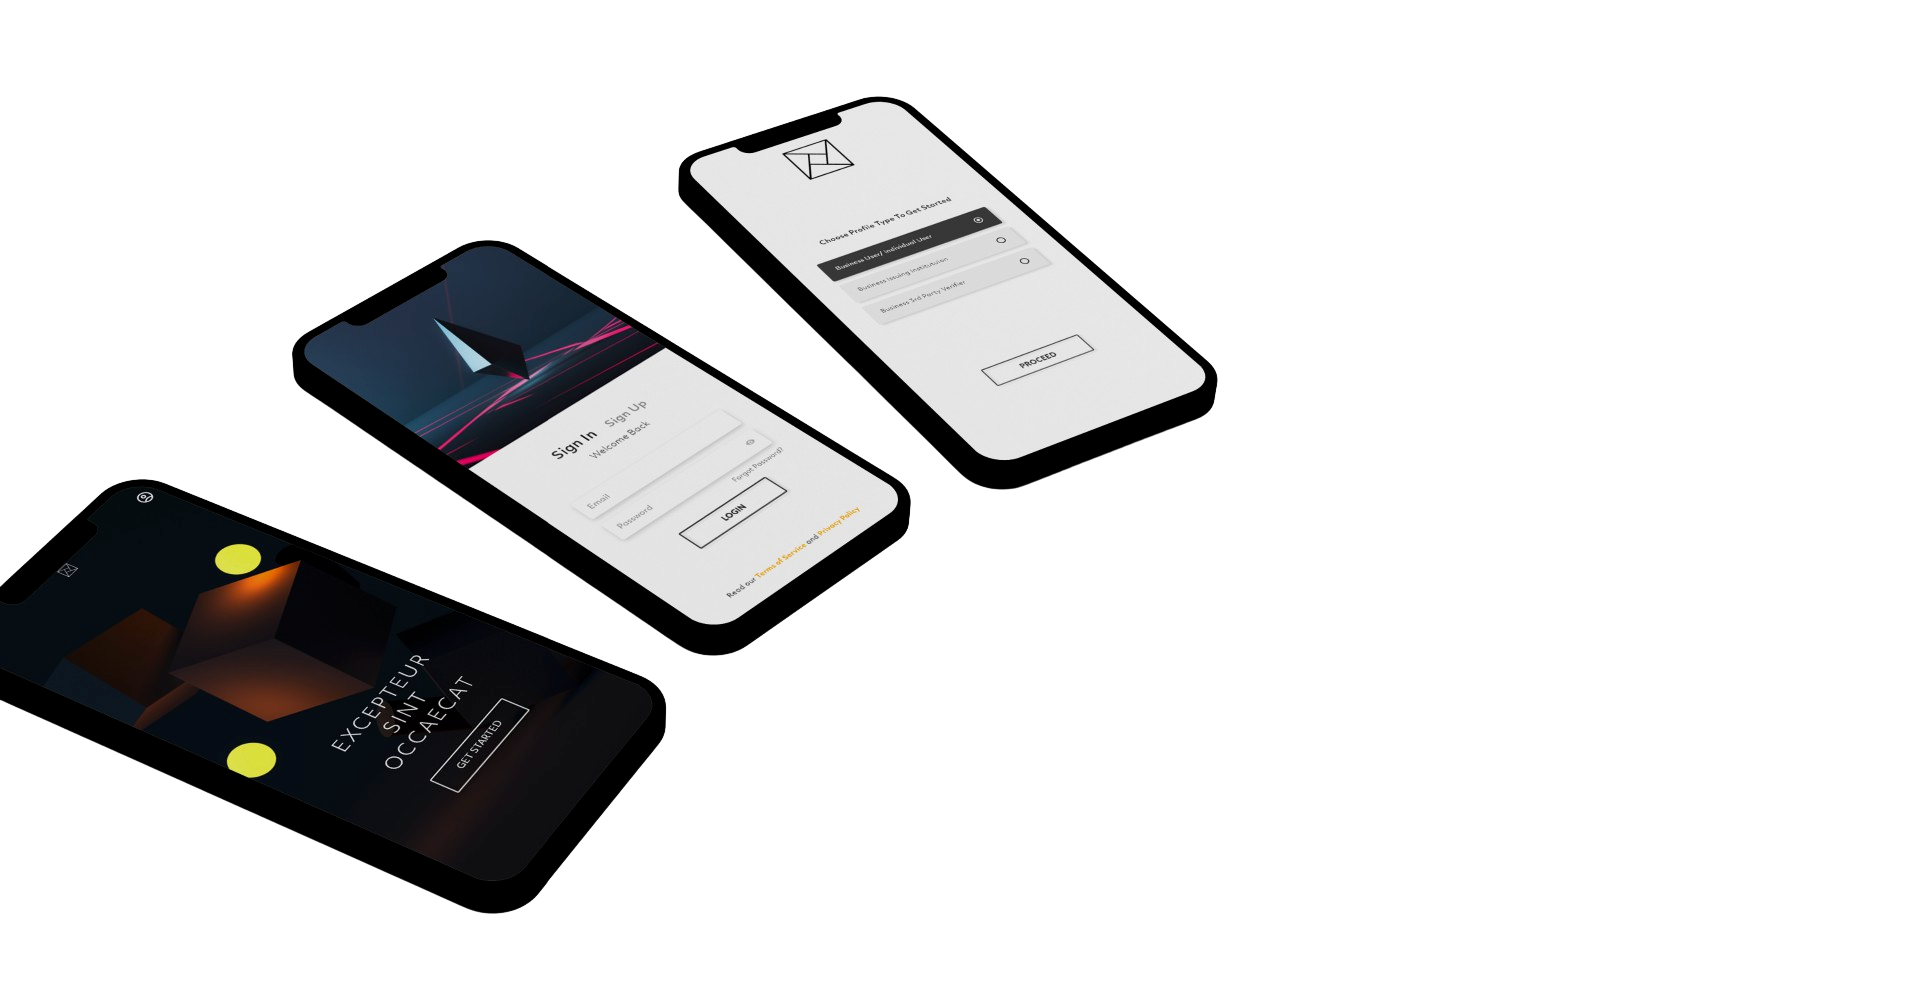 EXCEPTEUR
SINT
OCCAECAT
GET STARTED
Sign In Sign Up
Welcome Back
Email
Password
Forgot Password?
LOGIN
Read our Terms of Service and Privacy Policy
Choose Profile Type To Get Started
Business User/ Individual User
Business Issuing Institituion
Business 3rd Party Verifier
PROCEED